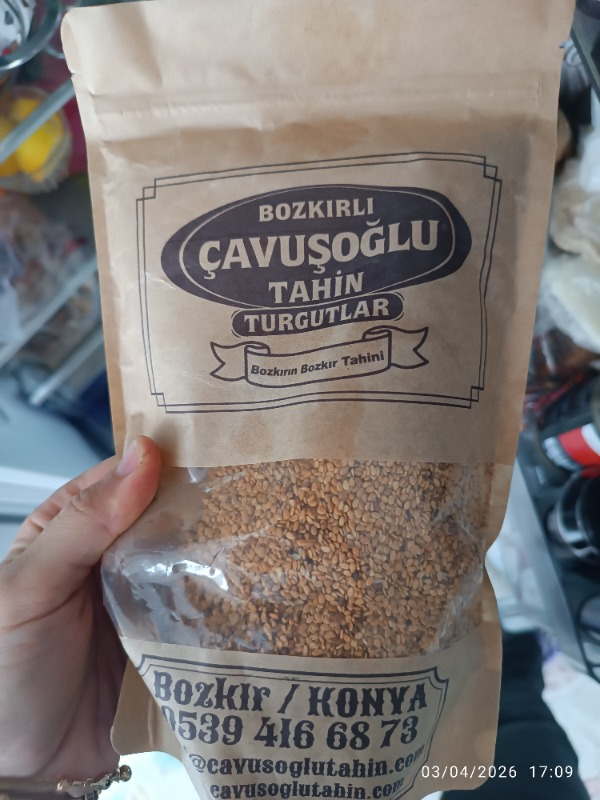 BOZKIRLI
ÇAVUŞOĞLU
TAHİN
TURGUTLAR
Bozkırın Bozkır Tahini
Bozkır / KONYA
0539 416 68 73
@cavusoglutahin.com
cavusoglutahin.com
03/04/2026 17:09